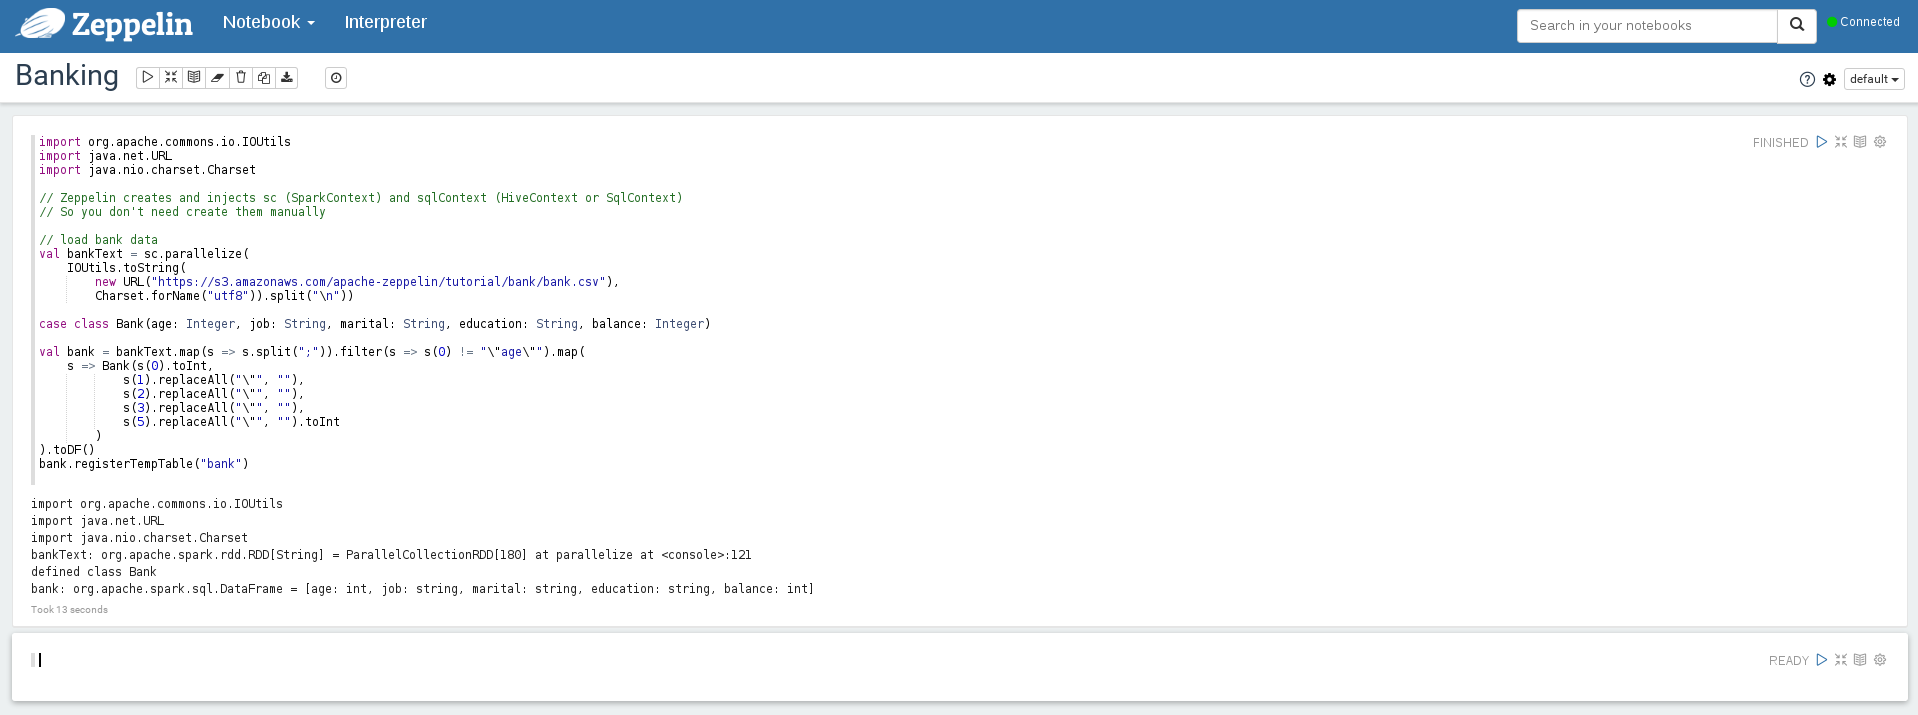 Zeppelin Notebook Interpreter Search in your notebooks Connected
Banking default
import org.apache.commons.io.IOUtils FINISHED
import java.net.URL
import java.nio.charset.Charset
// Zeppelin creates and injects sc (SparkContext) and sqlContext (HiveContext or SqlContext)
// So you don't need create them manually
// load bank data
val bankText = sc.parallelize(
    IOUtils.toString(
        new URL("https://s3.amazonaws.com/apache-zeppelin/tutorial/bank/bank.csv"),
        Charset.forName("utf8")).split("\n"))
case class Bank(age: Integer, job: String, marital: String, education: String, balance: Integer)
val bank = bankText.map(s => s.split(";")).filter(s => s(0) != "\"age\"").map(
    s => Bank(s(0).toInt,
            s(1).replaceAll("\"", ""),
            s(2).replaceAll("\"", ""),
            s(3).replaceAll("\"", ""),
            s(5).replaceAll("\"", "").toInt
        )
).toDF()
bank.registerTempTable("bank")
import org.apache.commons.io.IOUtils
import java.net.URL
import java.nio.charset.Charset
bankText: org.apache.spark.rdd.RDD[String] = ParallelCollectionRDD[180] at parallelize at <console>:121
defined class Bank
bank: org.apache.spark.sql.DataFrame = [age: int, job: string, marital: string, education: string, balance: int]
Took 13 seconds
READY